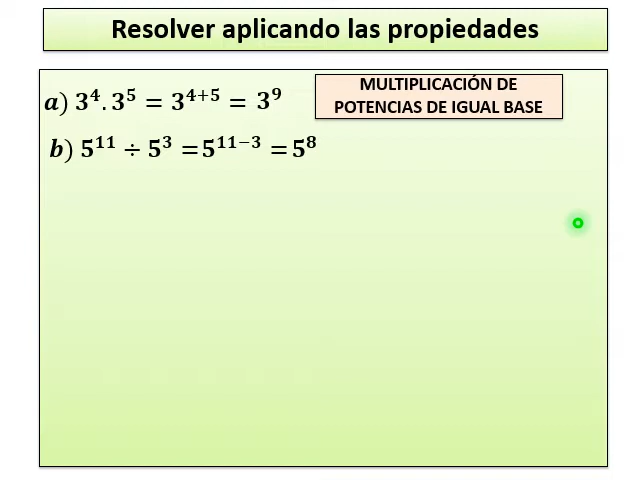 Resolver aplicando las propiedades
a) 3⁴ . 3⁵ = 3⁴⁺⁵ = 3⁹
MULTIPLICACIÓN DE
POTENCIAS DE IGUAL BASE
b) 5¹¹ ÷ 5³ = 5¹¹⁻³ = 5⁸